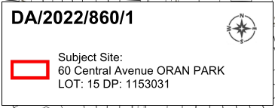 DA/2022/860/1
Subject Site:
60 Central Avenue ORAN PARK
LOT: 15 DP: 1153031